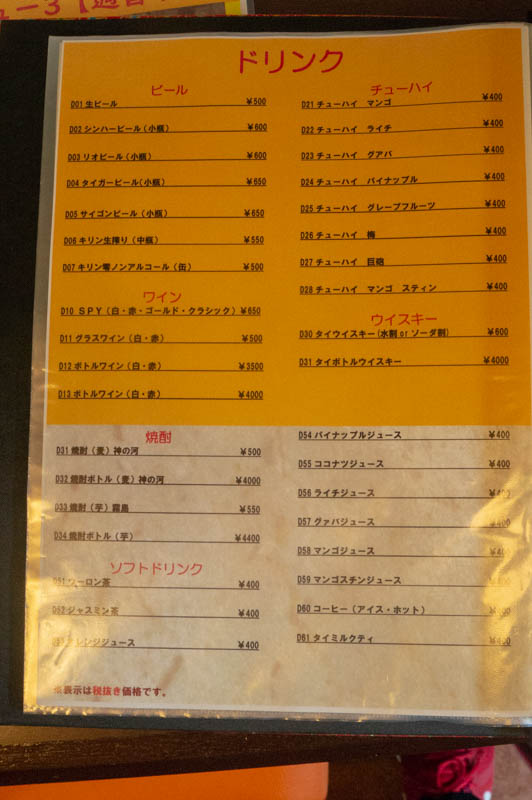 ドリンク
ビール
D01 生ビール ¥500
D02 シンハービール（小瓶） ¥600
D03 リオビール（小瓶） ¥600
D04 タイガービール(小瓶） ¥650
D05 サイゴンビール（小瓶） ¥650
D06 キリン生搾り（中瓶） ¥550
D07 キリン零ノンアルコール（缶） ¥500
ワイン
D10 ＳＰＹ（白・赤・ゴールド・クラシック）¥650
D11 グラスワイン（白・赤） ¥500
D12 ボトルワイン（白・赤） ¥3500
D13 ボトルワイン（白・赤） ¥4000
チューハイ
D21 チューハイ　マンゴ ¥400
D22 チューハイ　ライチ ¥400
D23 チューハイ　グアバ ¥400
D24 チューハイ　パイナップル ¥400
D25 チューハイ　グレープフルーツ ¥400
D26 チューハイ　梅 ¥400
D27 チューハイ　巨砲 ¥400
D28 チューハイ　マンゴ　スティン ¥400
ウイスキー
D30 タイウイスキー(水割 or ソーダ割) ¥600
D31 タイボトルウイスキー ¥4000
焼酎
D31 焼酎（麦）神の河 ¥500
D32 焼酎ボトル（麦）神の河 ¥4000
D33 焼酎（芋）霧島 ¥550
D34 焼酎ボトル（芋） ¥4400
ソフトドリンク
D51 ウーロン茶 ¥400
D52 ジャスミン茶 ¥400
オレンジジュース ¥400
D54 パイナップルジュース ¥400
D55 ココナツジュース ¥400
D56 ライチジュース
D57 グァバジュース
D58 マンゴジュース
D59 マンゴスチンジュース
D60 コーヒー（アイス・ホット）
D61 タイミルクティ
※表示は税抜き価格です。